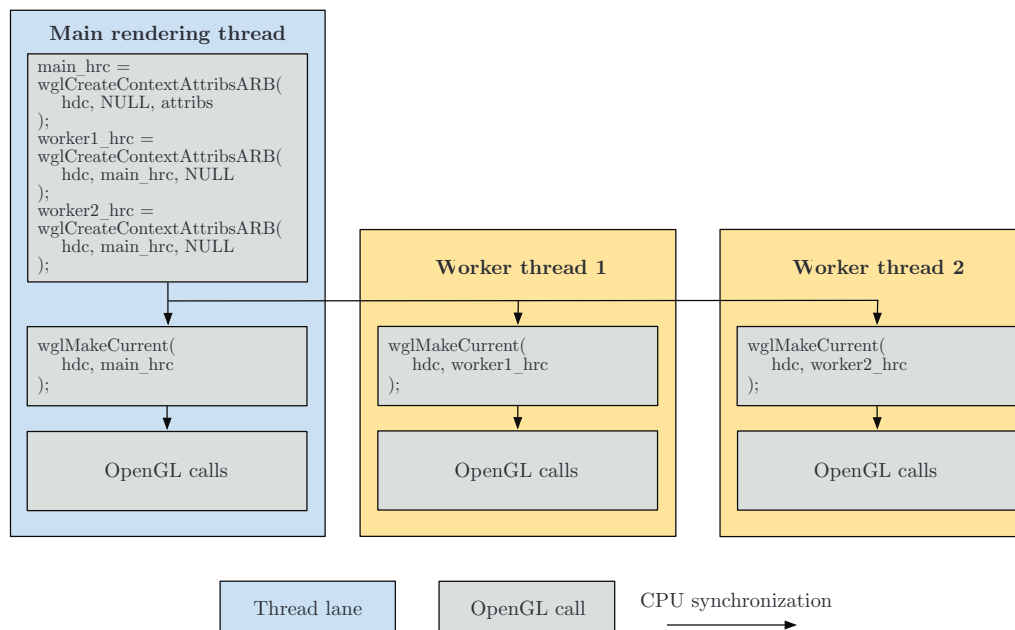 Main rendering thread
main_hrc =
wglCreateContextAttribsARB(
hdc, NULL, attribs
);
worker1_hrc =
wglCreateContextAttribsARB(
hdc, main_hrc, NULL
);
worker2_hrc =
wglCreateContextAttribsARB(
hdc, main_hrc, NULL
);
wglMakeCurrent(
hdc, main_hrc
);
OpenGL calls
Worker thread 1
wglMakeCurrent(
hdc, worker1_hrc
);
OpenGL calls
Worker thread 2
wglMakeCurrent(
hdc, worker2_hrc
);
OpenGL calls
Thread lane
OpenGL call
CPU synchronization